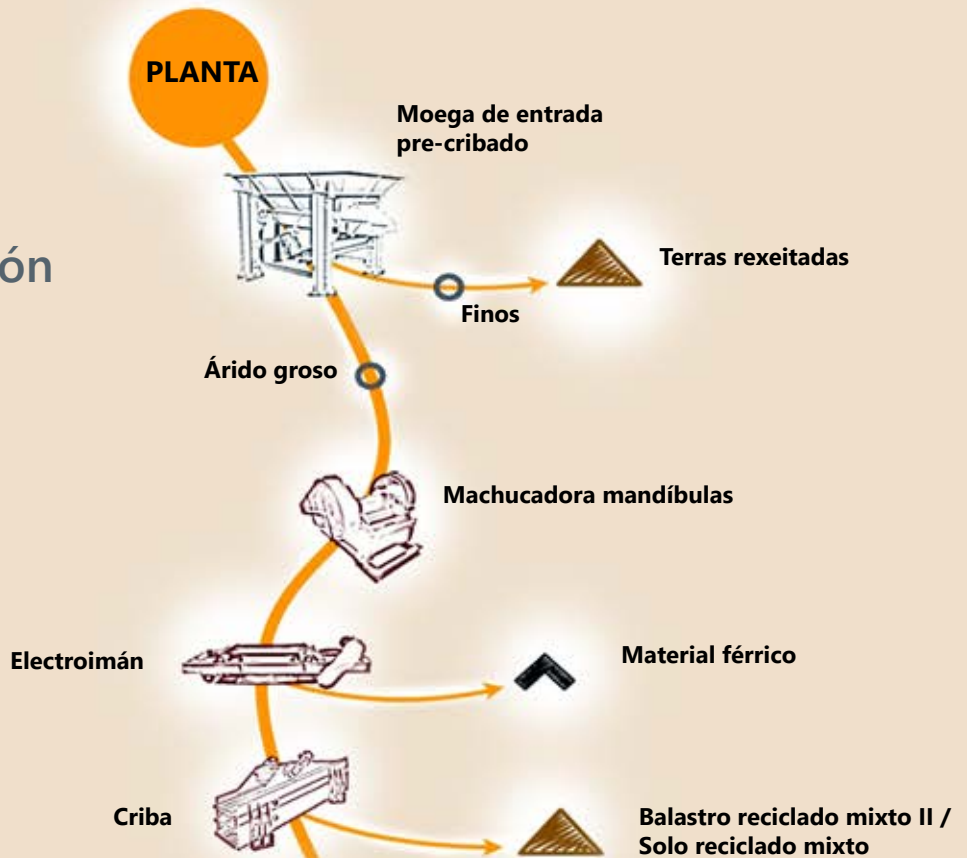 PLANTA
Moega de entrada
pre-cribado
ón
Terras rexeitadas
Finos
Árido groso
Machucadora mandíbulas
Electroimán
Material férrico
Criba
Balastro reciclado mixto II /
Solo reciclado mixto